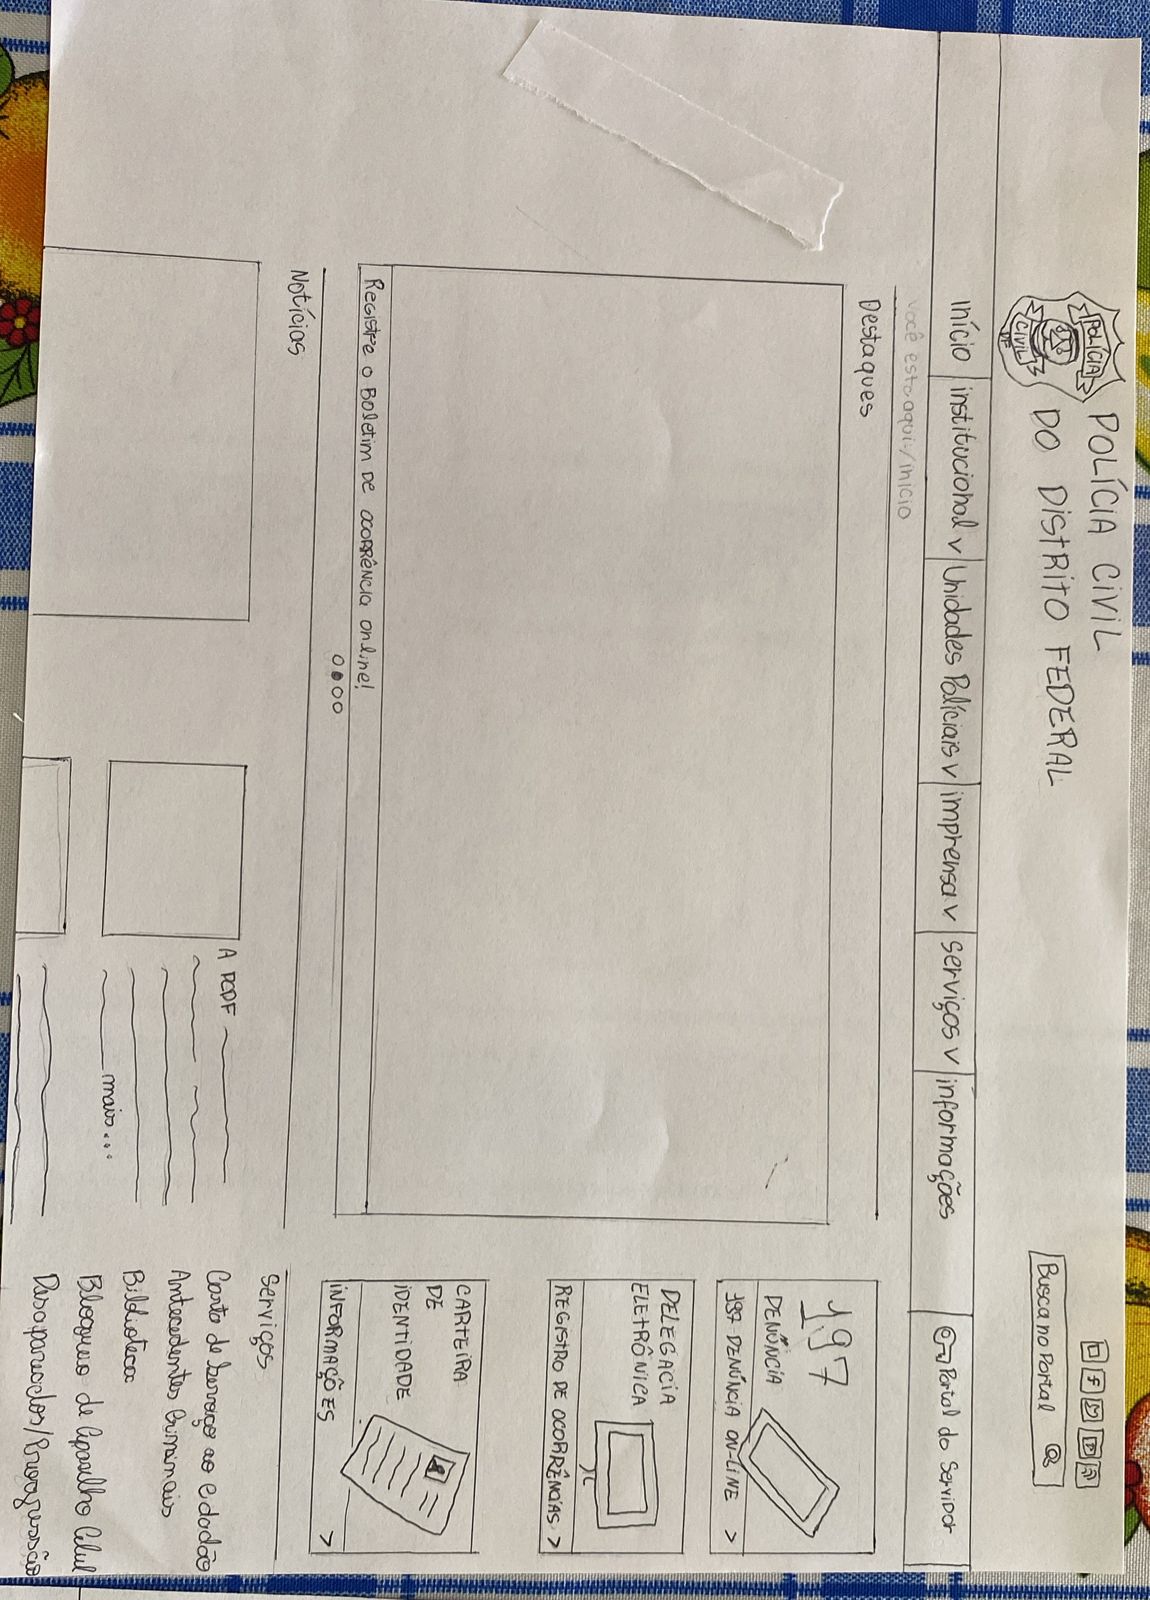 POLÍCIA
CIVIL
DF
POLÍCIA CIVIL
DO DISTRITO FEDERAL
Busca no Portal
início
institucional v
Unidades Políciais v
imprensa v
serviços v
informações
Portal do Servidor
você esta aqui:/início
Destaques
197
DENÚNCIA
197 DENÚNCIA ON-LINE >
DELEGACIA
ELETRÔNICA
REGISTRO DE OCORRÊNCIAS >
CARTEIRA
DE
IDENTIDADE
INFORMAÇÕES >
Registre o Boletim DE OCORRÊNCIA online!
Notícias
A PCDF
mais...
Serviços
Carta de Serviço ao cidadão
Antecedentes Criminais
Biblioteca
Bloqueio de Aparelho Celul
Desaparecidos/Progressão